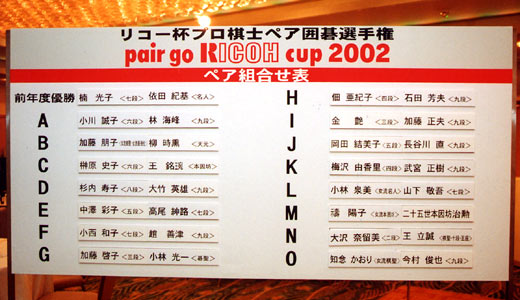 リコー杯プロ棋士ペア囲碁選手権
pair go RICOH cup 2002
ペア組合せ表
前年度優勝 楠 光子 <七段> 依田 紀基 <名人>
A 小川 誠子 <六段> 林 海峰 <九段>
B 加藤 朋子 柳 時熏 <天元>
C 榊原 史子 <六段> 王 銘琬 <本因坊>
D 杉内 寿子 <八段> 大竹 英雄 <九段>
E 中澤 彩子 <五段> 高尾 紳路 <七段>
F 小西 和子 <七段> 趙 善津 <九段>
G 加藤 啓子 <三段> 小林 光一 <碁聖>
H 佃 亜紀子 <四段> 石田 芳夫 <九段>
I 金 艶 <三段> 加藤 正夫 <九段>
J 岡田 結美子 <五段> 長谷川 直 <九段>
K 梅沢 由香里 <四段> 武宮 正樹 <九段>
L 小林 泉美 <女流名人> 山下 敬吾 <七段>
M 禱 陽子 <女流本因坊> 二十五世本因坊治勲
N 大沢 奈留美 <二段> 王 立誠 <棋聖・十段・王座>
O 知念 かおり <女流棋聖> 今村 俊也 <九段>